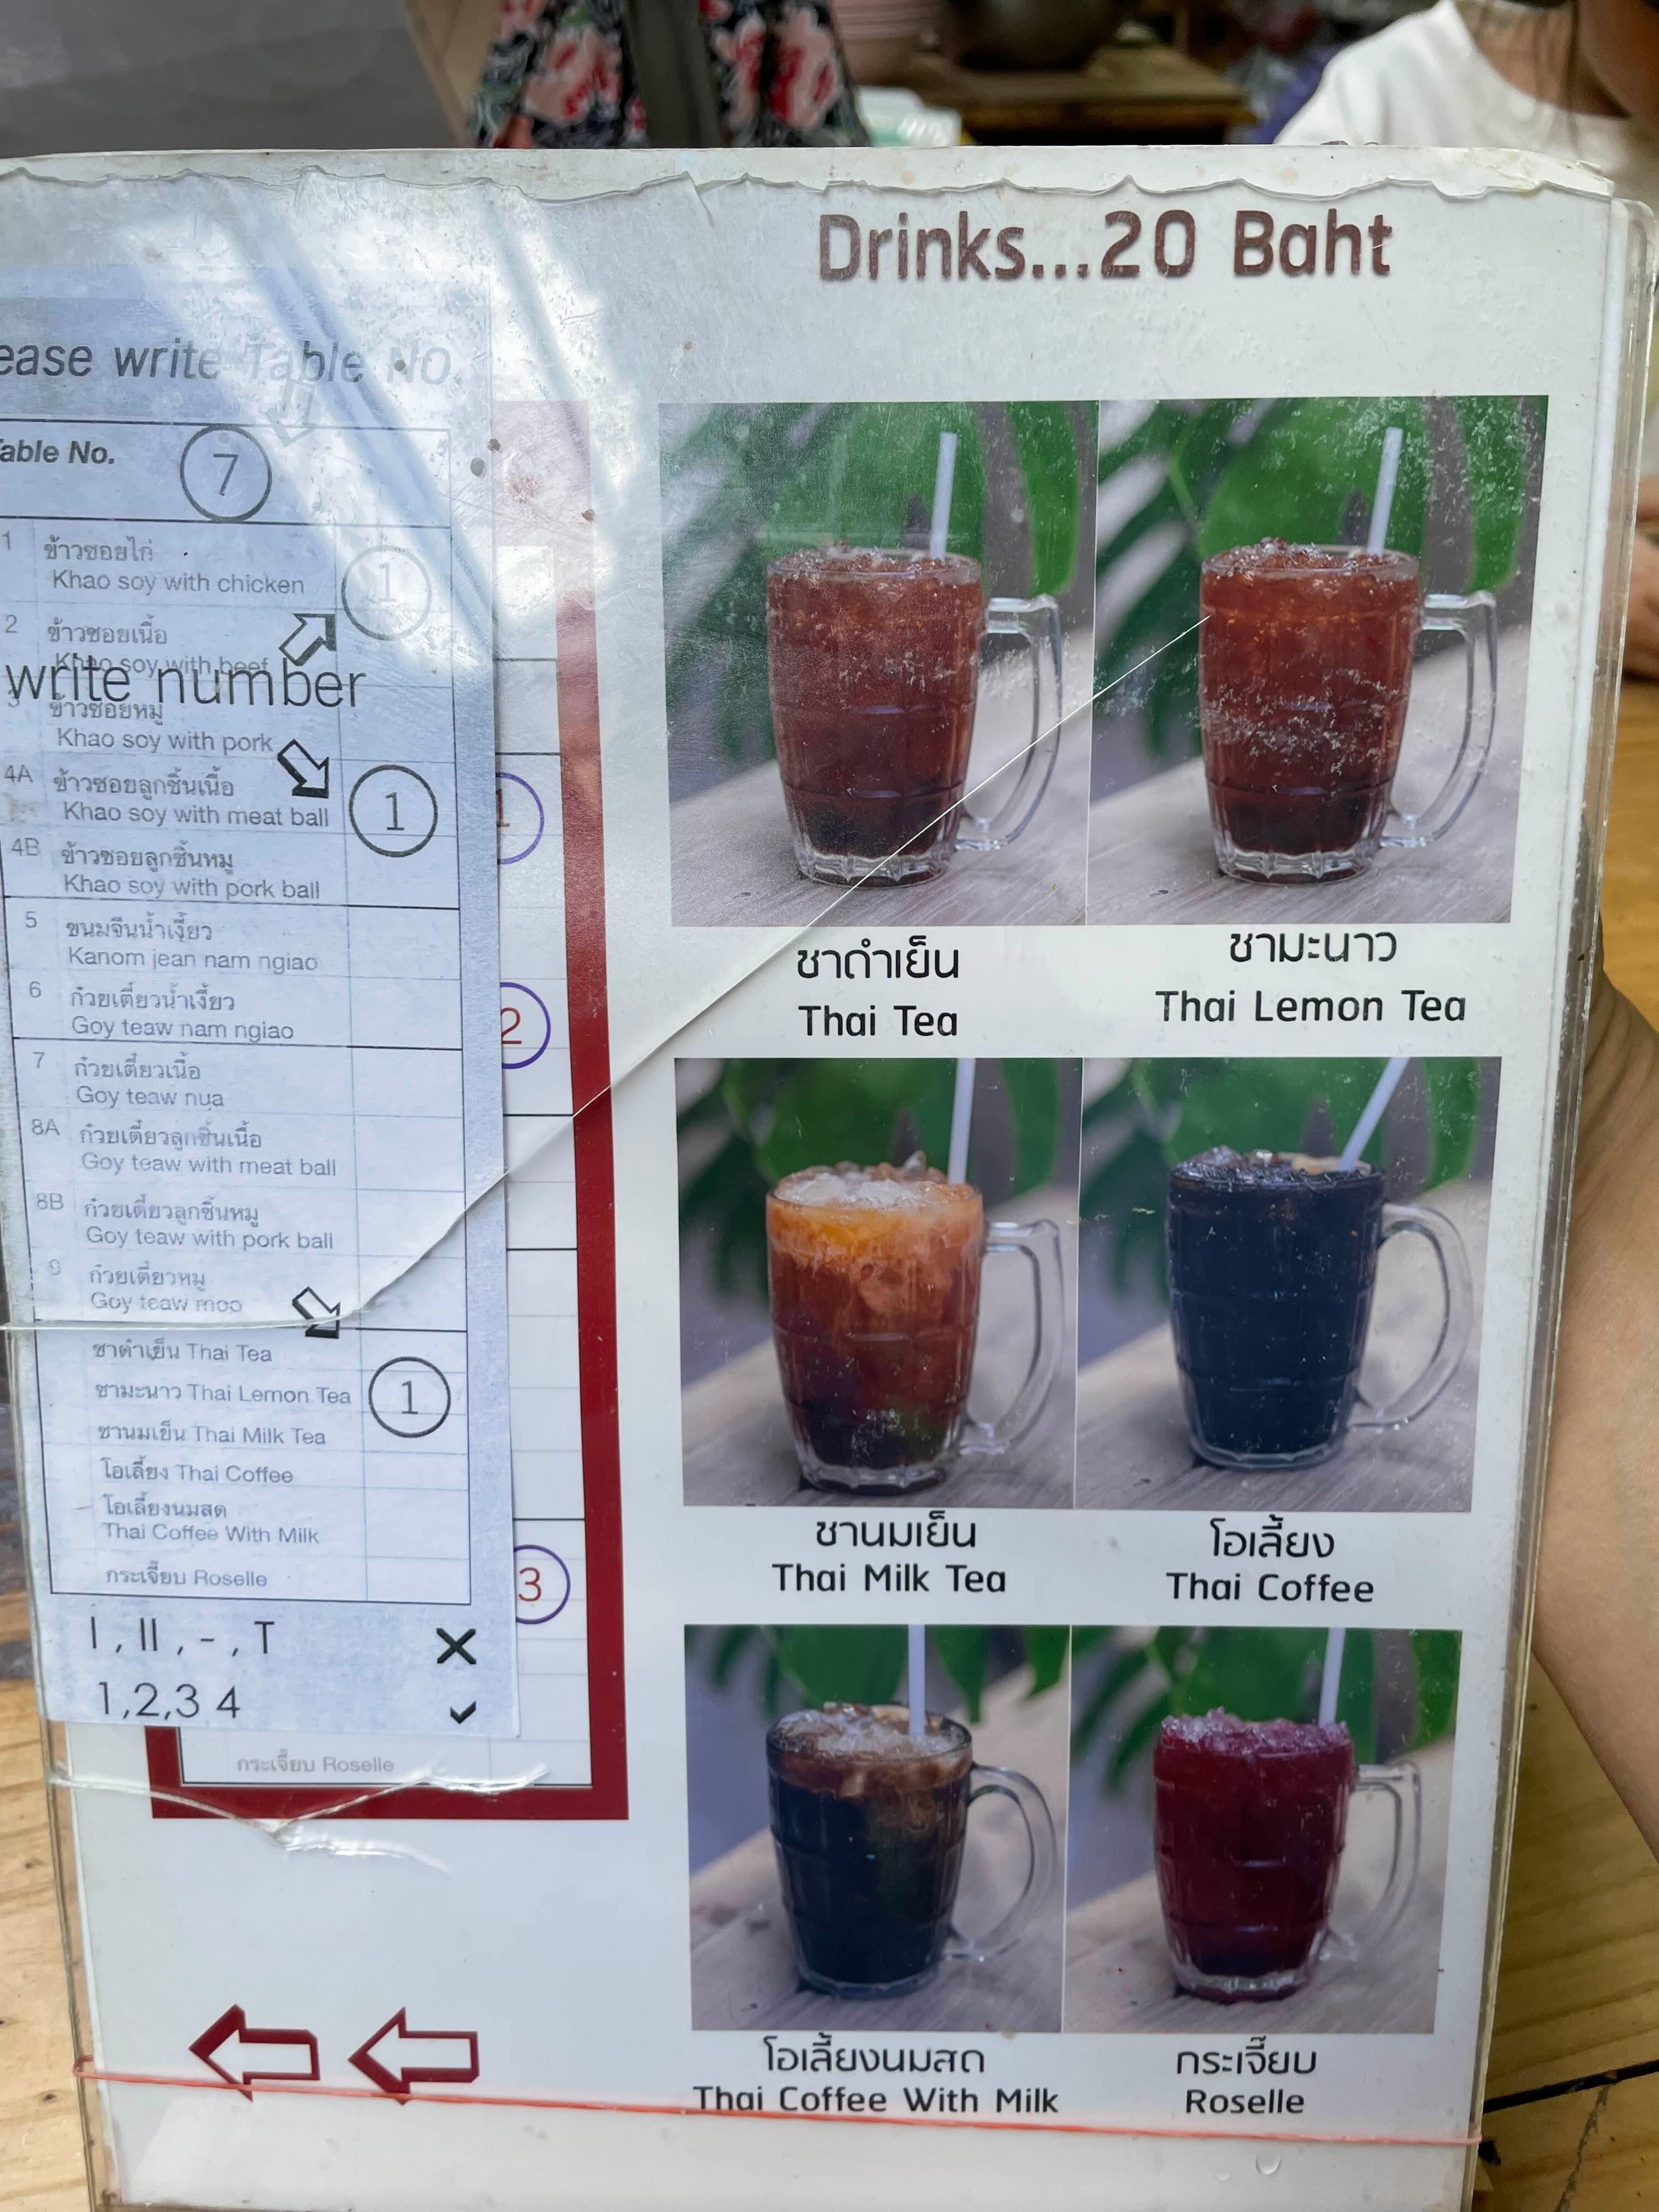 Drinks...20 Baht
ease write Table NO.
able No. 7
1 ข้าวซอยไก่
Khao soy with chicken
1
2 ข้าวซอยเนื้อ
Khao soy with beef
write number
3 ข้าวซอยหมู
Khao soy with pork
4A ข้าวซอยลูกชิ้นเนื้อ
Khao soy with meat ball
1
1
4B ข้าวซอยลูกชิ้นหมู
Khao soy with pork ball
5 ขนมจีนน้ำเงี้ยว
Kanom jean nam ngiao
6 ก๋วยเตี๋ยวน้ำเงี้ยว
Goy teaw nam ngiao
2
7 ก๋วยเตี๋ยวเนื้อ
Goy teaw nua
8A ก๋วยเตี๋ยวลูกชิ้นเนื้อ
Goy teaw with meat ball
8B ก๋วยเตี๋ยวลูกชิ้นหมู
Goy teaw with pork ball
9 ก๋วยเตี๋ยวหมู
Goy teaw moo
ชาดำเย็น Thai Tea
ชามะนาว Thai Lemon Tea
1
ชานมเย็น Thai Milk Tea
โอเลี้ยง Thai Coffee
โอเลี้ยงนมสด
Thai Coffee With Milk
กระเจี๊ยบ Roselle
3
I , II , - , T ×
1,2,3 4 ✓
กระเจี๊ยบ Roselle
ชาดำเย็น
Thai Tea
ชามะนาว
Thai Lemon Tea
ชานมเย็น
Thai Milk Tea
โอเลี้ยง
Thai Coffee
โอเลี้ยงนมสด
Thai Coffee With Milk
กระเจี๊ยบ
Roselle